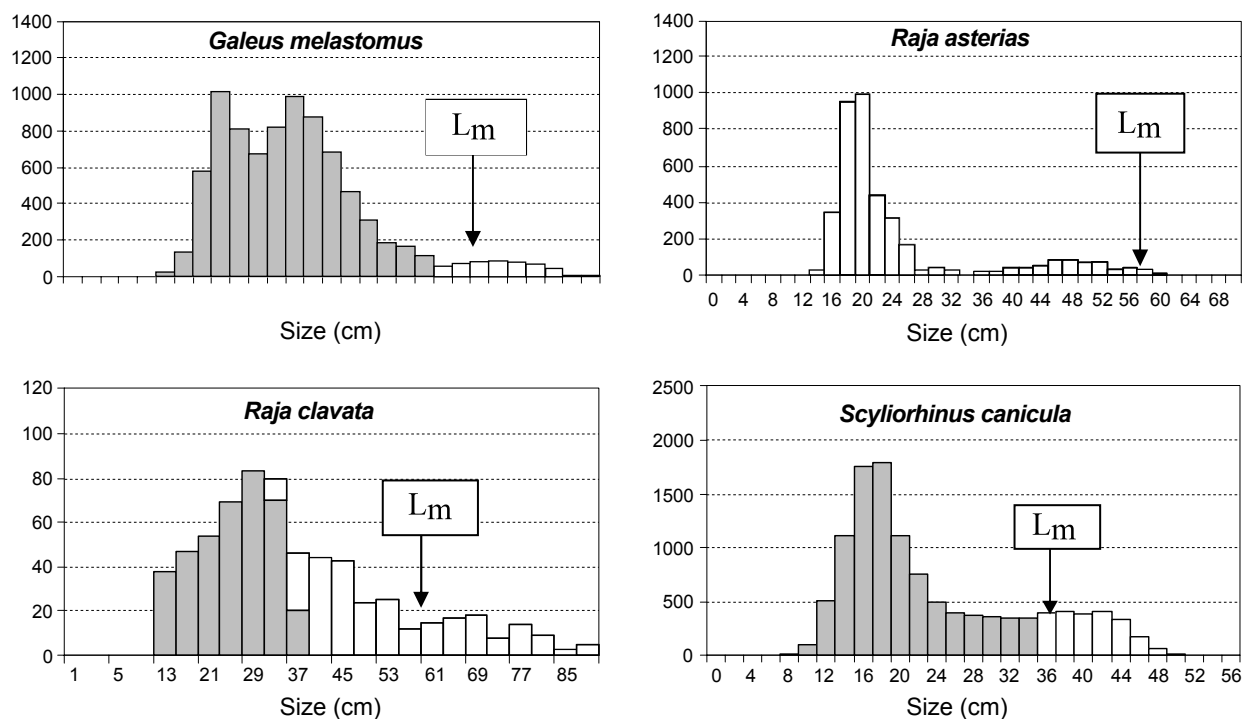 Galeus melastomus
1400
1200
1000
800
600
400
200
0
Lm
Size (cm)
Raja asterias
1400
1200
1000
800
600
400
200
0
Lm
0 4 8 12 16 20 24 28 32 36 40 44 48 52 56 60 64 68
Size (cm)
Raja clavata
120
100
80
60
40
20
0
Lm
1 5 13 21 29 37 45 53 61 69 77 85
Size (cm)
Scyliorhinus canicula
2500
2000
1500
1000
500
0
Lm
0 4 8 12 16 20 24 28 32 36 40 44 48 52 56
Size (cm)